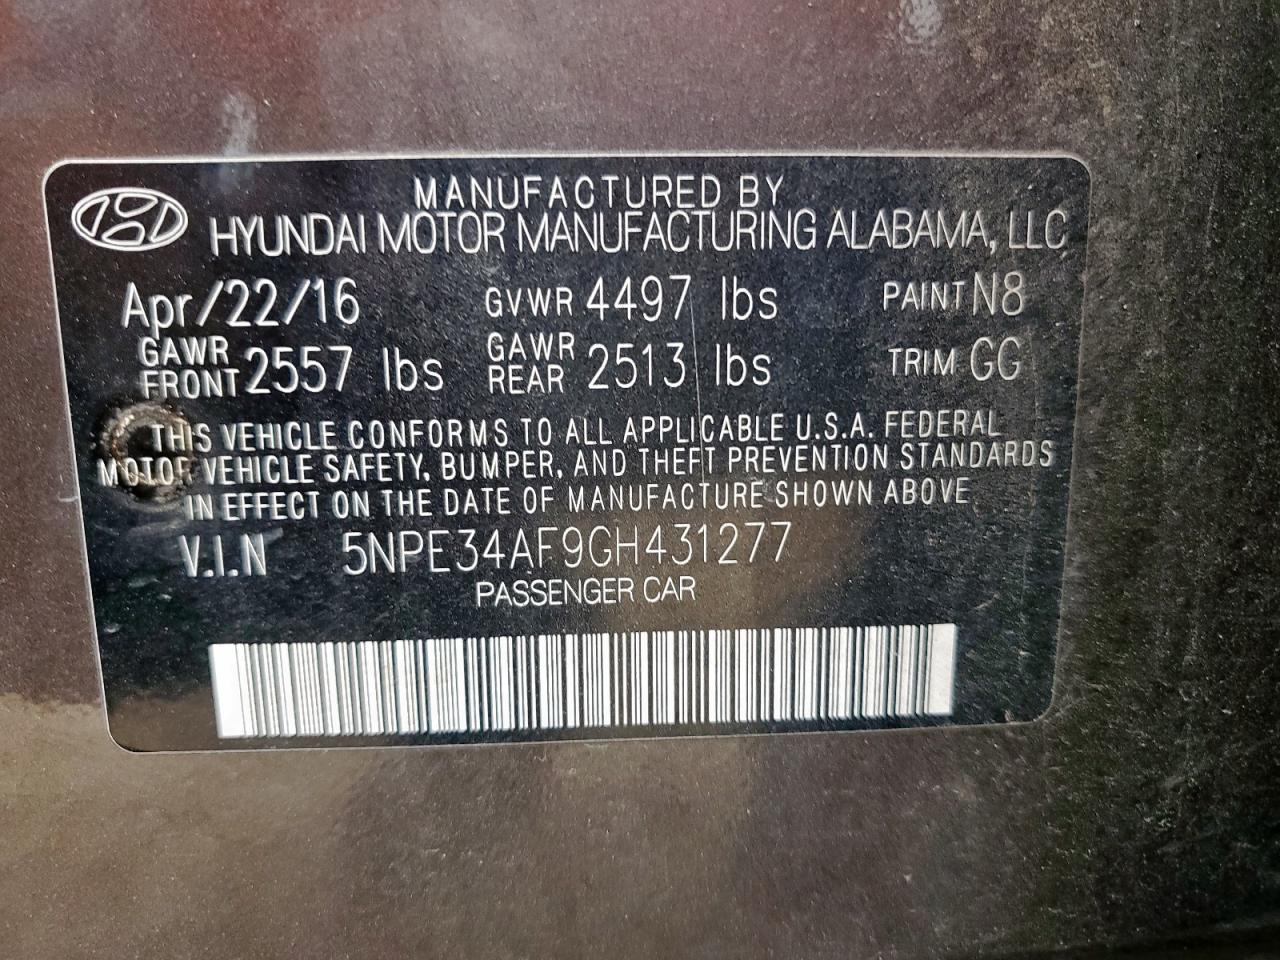 MANUFACTURED BY
HYUNDAI MOTOR MANUFACTURING ALABAMA, LLC
Apr/22/16 GVWR 4497 lbs PAINT N8
GAWR FRONT 2557 lbs GAWR REAR 2513 lbs TRIM GG
THIS VEHICLE CONFORMS TO ALL APPLICABLE U.S.A. FEDERAL
MOTOR VEHICLE SAFETY, BUMPER, AND THEFT PREVENTION STANDARDS
IN EFFECT ON THE DATE OF MANUFACTURE SHOWN ABOVE
V.I.N 5NPE34AF9GH431277
PASSENGER CAR